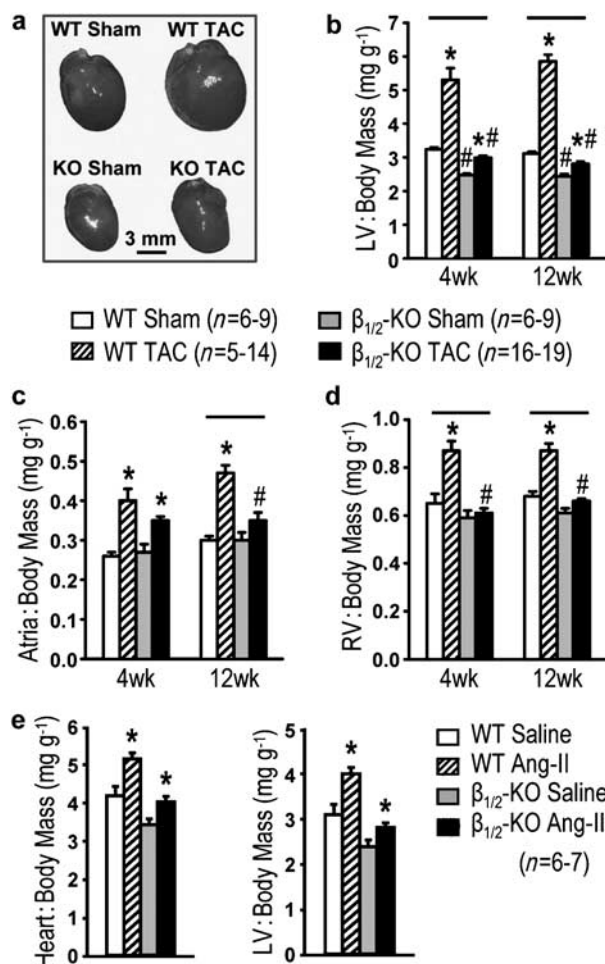 a
WT Sham WT TAC
KO Sham KO TAC
3 mm
b
LV:Body Mass (mg g⁻¹)
7
6
5
4
3
2
1
0
* # *# * # *#
4wk 12wk
WT Sham (n=6-9) β1/2-KO Sham (n=6-9)
WT TAC (n=5-14) β1/2-KO TAC (n=16-19)
c
Atria:Body Mass (mg g⁻¹)
0.6
0.5
0.4
0.3
0.2
0.1
0.0
* * * #
4wk 12wk
d
RV:Body Mass (mg g⁻¹)
1.0
0.8
0.6
0.4
0.2
0.0
* # * #
4wk 12wk
e
Heart:Body Mass (mg g⁻¹)
6
5
4
3
2
1
0
* *
LV:Body Mass (mg g⁻¹)
5
4
3
2
1
0
* *
WT Saline
WT Ang-II
β1/2-KO Saline
β1/2-KO Ang-II
(n=6-7)